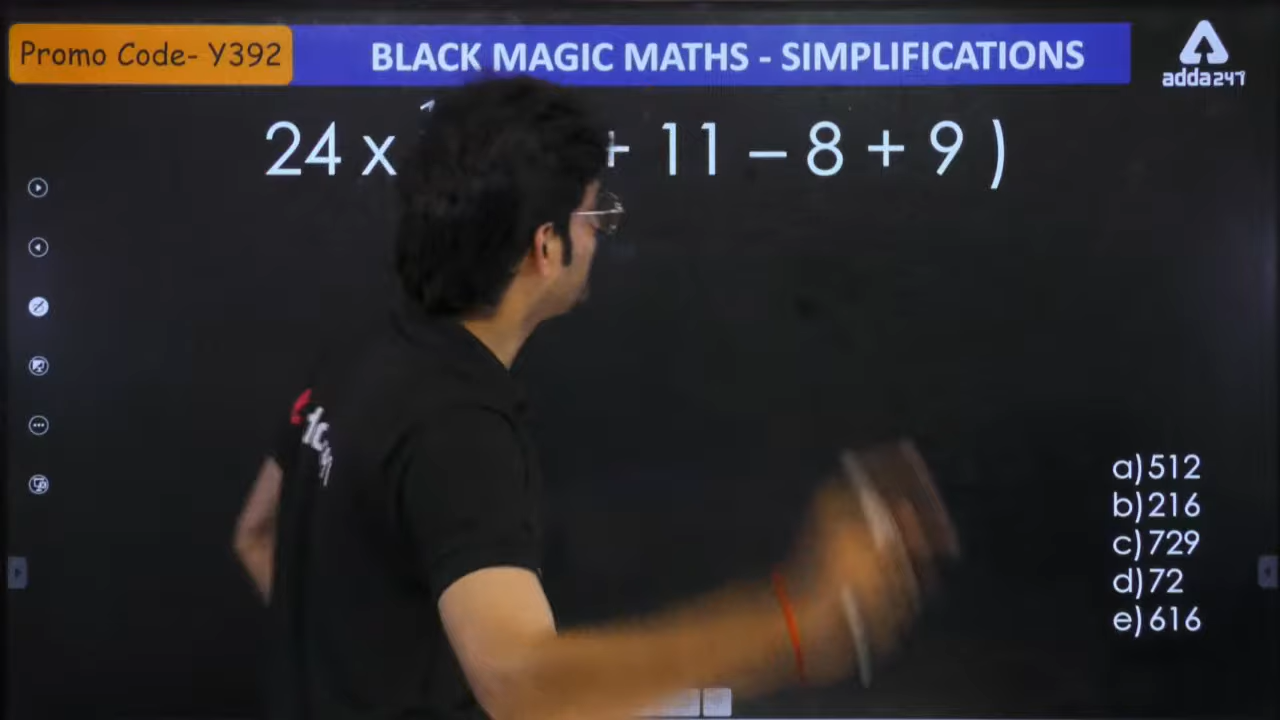 Promo Code- Y392
BLACK MAGIC MATHS - SIMPLIFICATIONS
adda247
24 x + 11 – 8 + 9 )
a)512
b)216
c)729
d)72
e)616